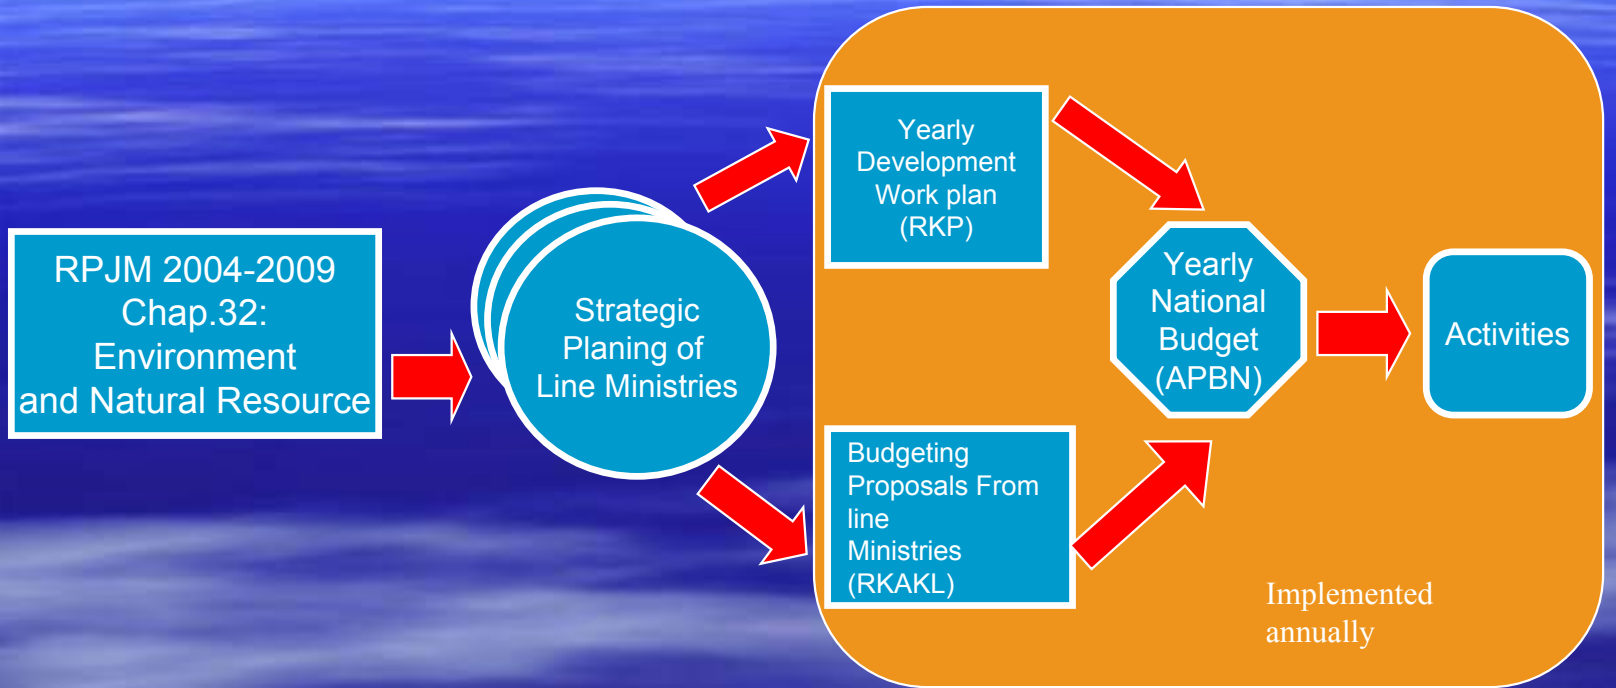 RPJM 2004-2009
Chap.32:
Environment
and Natural Resource
Strategic
Planing of
Line Ministries
Yearly
Development
Work plan
(RKP)
Budgeting
Proposals From
line
Ministries
(RKAKL)
Yearly
National
Budget
(APBN)
Activities
Implemented
annually